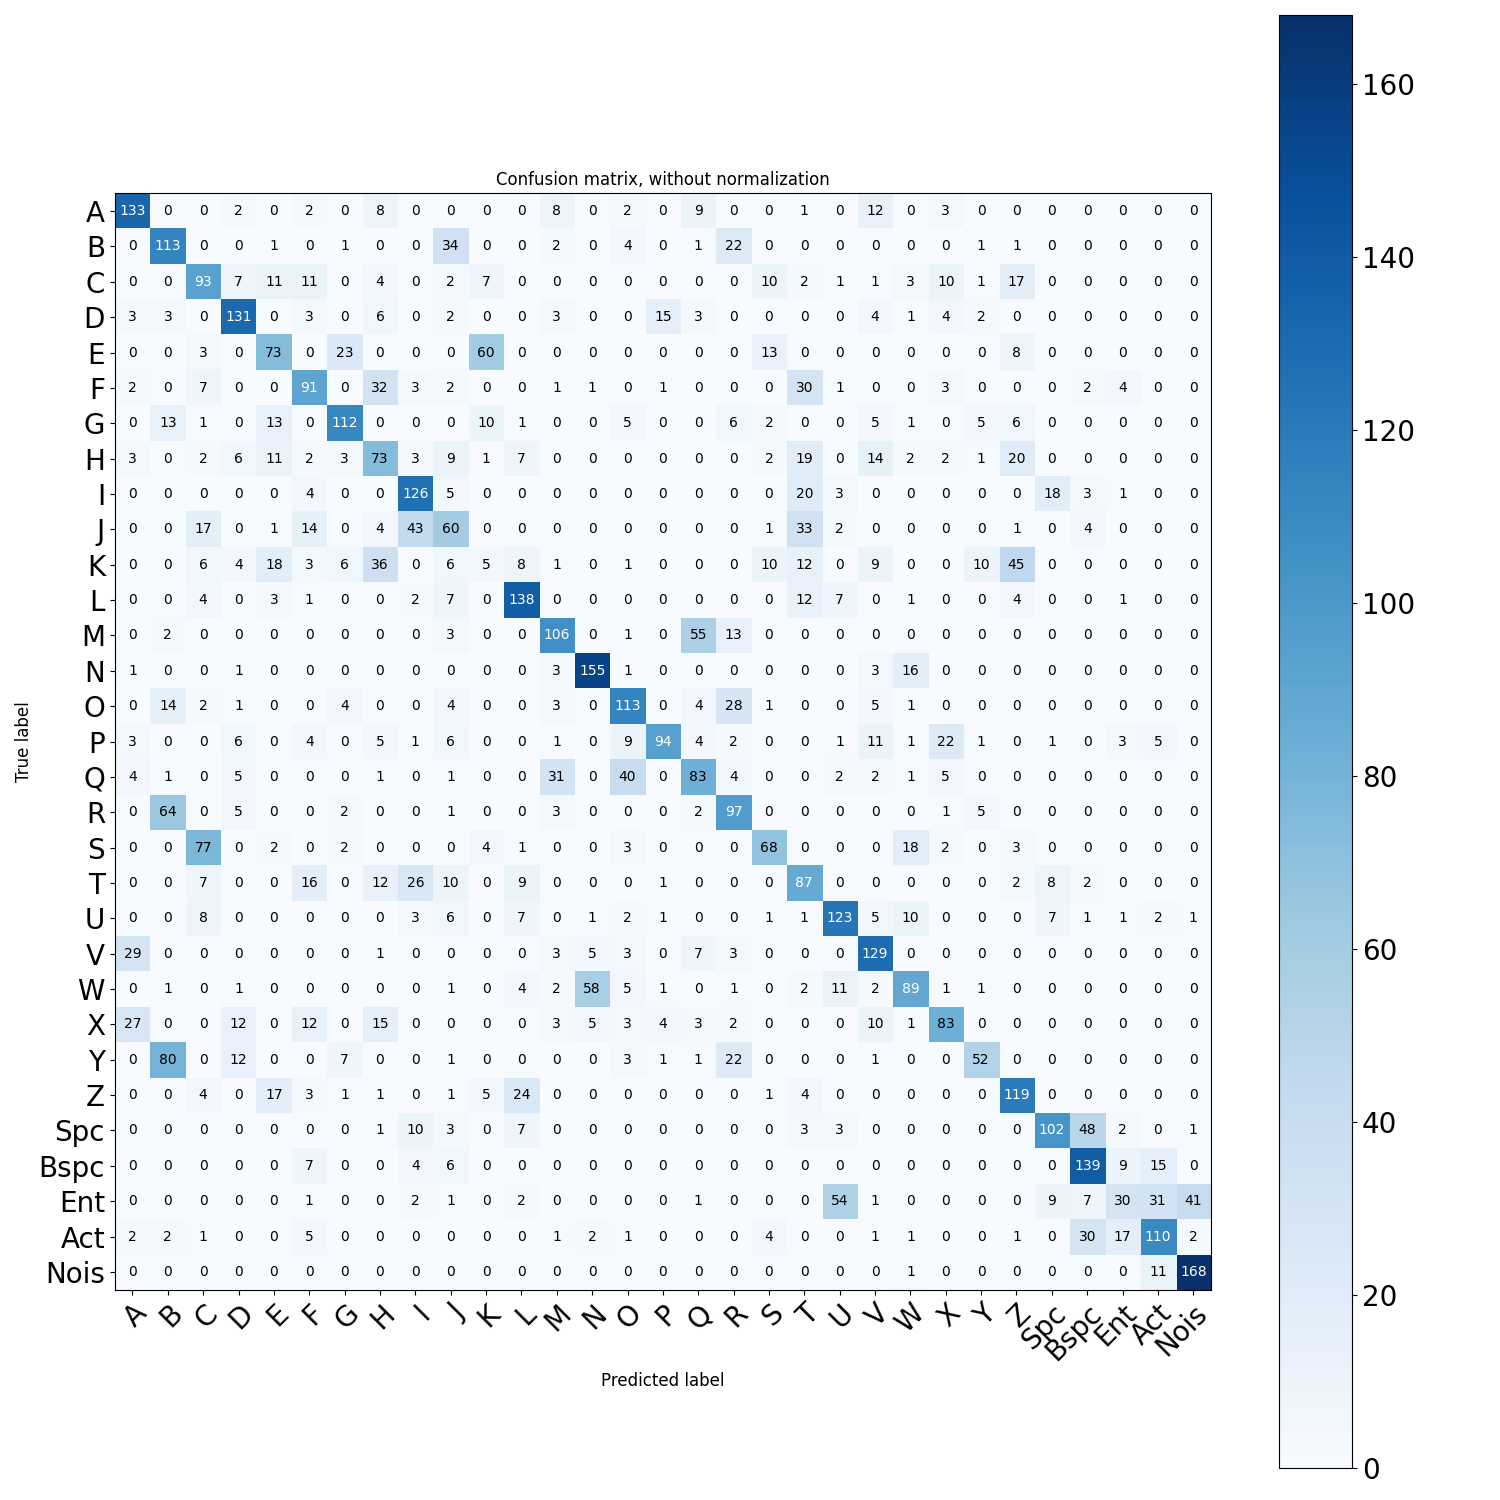 Confusion matrix, without normalization
A 133 0 0 2 0 2 0 8 0 0 0 0 8 0 2 0 9 0 0 1 0 12 0 3 0 0 0 0 0 0 0
B 0 113 0 0 1 0 1 0 0 34 0 0 2 0 4 0 1 22 0 0 0 0 0 0 1 1 0 0 0 0 0
C 0 0 93 7 11 11 0 4 0 2 7 0 0 0 0 0 0 0 10 2 1 1 3 10 1 17 0 0 0 0 0
D 3 3 0 131 0 3 0 6 0 2 0 0 3 0 0 15 3 0 0 0 0 4 1 4 2 0 0 0 0 0 0
E 0 0 3 0 73 0 23 0 0 0 60 0 0 0 0 0 0 0 13 0 0 0 0 0 0 8 0 0 0 0 0
F 2 0 7 0 0 91 0 32 3 2 0 0 1 1 0 1 0 0 0 30 1 0 0 3 0 0 0 2 4 0 0
G 0 13 1 0 13 0 112 0 0 0 10 1 0 0 5 0 0 6 2 0 0 5 1 0 5 6 0 0 0 0 0
H 3 0 2 6 11 2 3 73 3 9 1 7 0 0 0 0 0 0 2 19 0 14 2 2 1 20 0 0 0 0 0
I 0 0 0 0 0 4 0 0 126 5 0 0 0 0 0 0 0 0 0 20 3 0 0 0 0 0 18 3 1 0 0
J 0 0 17 0 1 14 0 4 43 60 0 0 0 0 0 0 0 0 1 33 2 0 0 0 0 1 0 4 0 0 0
K 0 0 6 4 18 3 6 36 0 6 5 8 1 0 1 0 0 0 10 12 0 9 0 0 10 45 0 0 0 0 0
L 0 0 4 0 3 1 0 0 2 7 0 138 0 0 0 0 0 0 0 12 7 0 1 0 0 4 0 0 1 0 0
M 0 2 0 0 0 0 0 0 0 3 0 0 106 0 1 0 55 13 0 0 0 0 0 0 0 0 0 0 0 0 0
N 1 0 0 1 0 0 0 0 0 0 0 0 3 155 1 0 0 0 0 0 0 3 16 0 0 0 0 0 0 0 0
O 0 14 2 1 0 0 4 0 0 4 0 0 3 0 113 0 4 28 1 0 0 5 1 0 0 0 0 0 0 0 0
P 3 0 0 6 0 4 0 5 1 6 0 0 1 0 9 94 4 2 0 0 1 11 1 22 1 0 1 0 3 5 0
Q 4 1 0 5 0 0 0 1 0 1 0 0 31 0 40 0 83 4 0 0 2 2 1 5 0 0 0 0 0 0 0
R 0 64 0 5 0 0 2 0 0 1 0 0 3 0 0 0 2 97 0 0 0 0 0 1 5 0 0 0 0 0 0
S 0 0 77 0 2 0 2 0 0 0 4 1 0 0 3 0 0 0 68 0 0 0 18 2 0 3 0 0 0 0 0
T 0 0 7 0 0 16 0 12 26 10 0 9 0 0 0 1 0 0 0 87 0 0 0 0 0 2 8 2 0 0 0
U 0 0 8 0 0 0 0 0 3 6 0 7 0 1 2 1 0 0 1 1 123 5 10 0 0 0 7 1 1 2 1
V 29 0 0 0 0 0 0 1 0 0 0 0 3 5 3 0 7 3 0 0 0 129 0 0 0 0 0 0 0 0 0
W 0 1 0 1 0 0 0 0 0 1 0 4 2 58 5 1 0 1 0 2 11 2 89 1 1 0 0 0 0 0 0
X 27 0 0 12 0 12 0 15 0 0 0 0 3 5 3 4 3 2 0 0 0 10 1 83 0 0 0 0 0 0 0
Y 0 80 0 12 0 0 7 0 0 1 0 0 0 0 3 1 1 22 0 0 0 1 0 0 52 0 0 0 0 0 0
Z 0 0 4 0 17 3 1 1 0 1 5 24 0 0 0 0 0 0 1 4 0 0 0 0 0 119 0 0 0 0 0
Spc 0 0 0 0 0 0 0 1 10 3 0 7 0 0 0 0 0 0 0 3 3 0 0 0 0 0 102 48 2 0 1
Bspc 0 0 0 0 0 7 0 0 4 6 0 0 0 0 0 0 0 0 0 0 0 0 0 0 0 0 0 139 9 15 0
Ent 0 0 0 0 0 1 0 0 2 1 0 2 0 0 0 0 1 0 0 0 54 1 0 0 0 0 9 7 30 31 41
Act 2 2 1 0 0 5 0 0 0 0 0 0 1 2 1 0 0 0 4 0 0 1 1 0 0 1 0 30 17 110 2
Nois 0 0 0 0 0 0 0 0 0 0 0 0 0 0 0 0 0 0 0 0 0 0 1 0 0 0 0 0 0 11 168
A B C D E F G H I J K L M N O P Q R S T U V W X Y Z Spc Bspc Ent Act Nois
True label
Predicted label
160
140
120
100
80
60
40
20
0